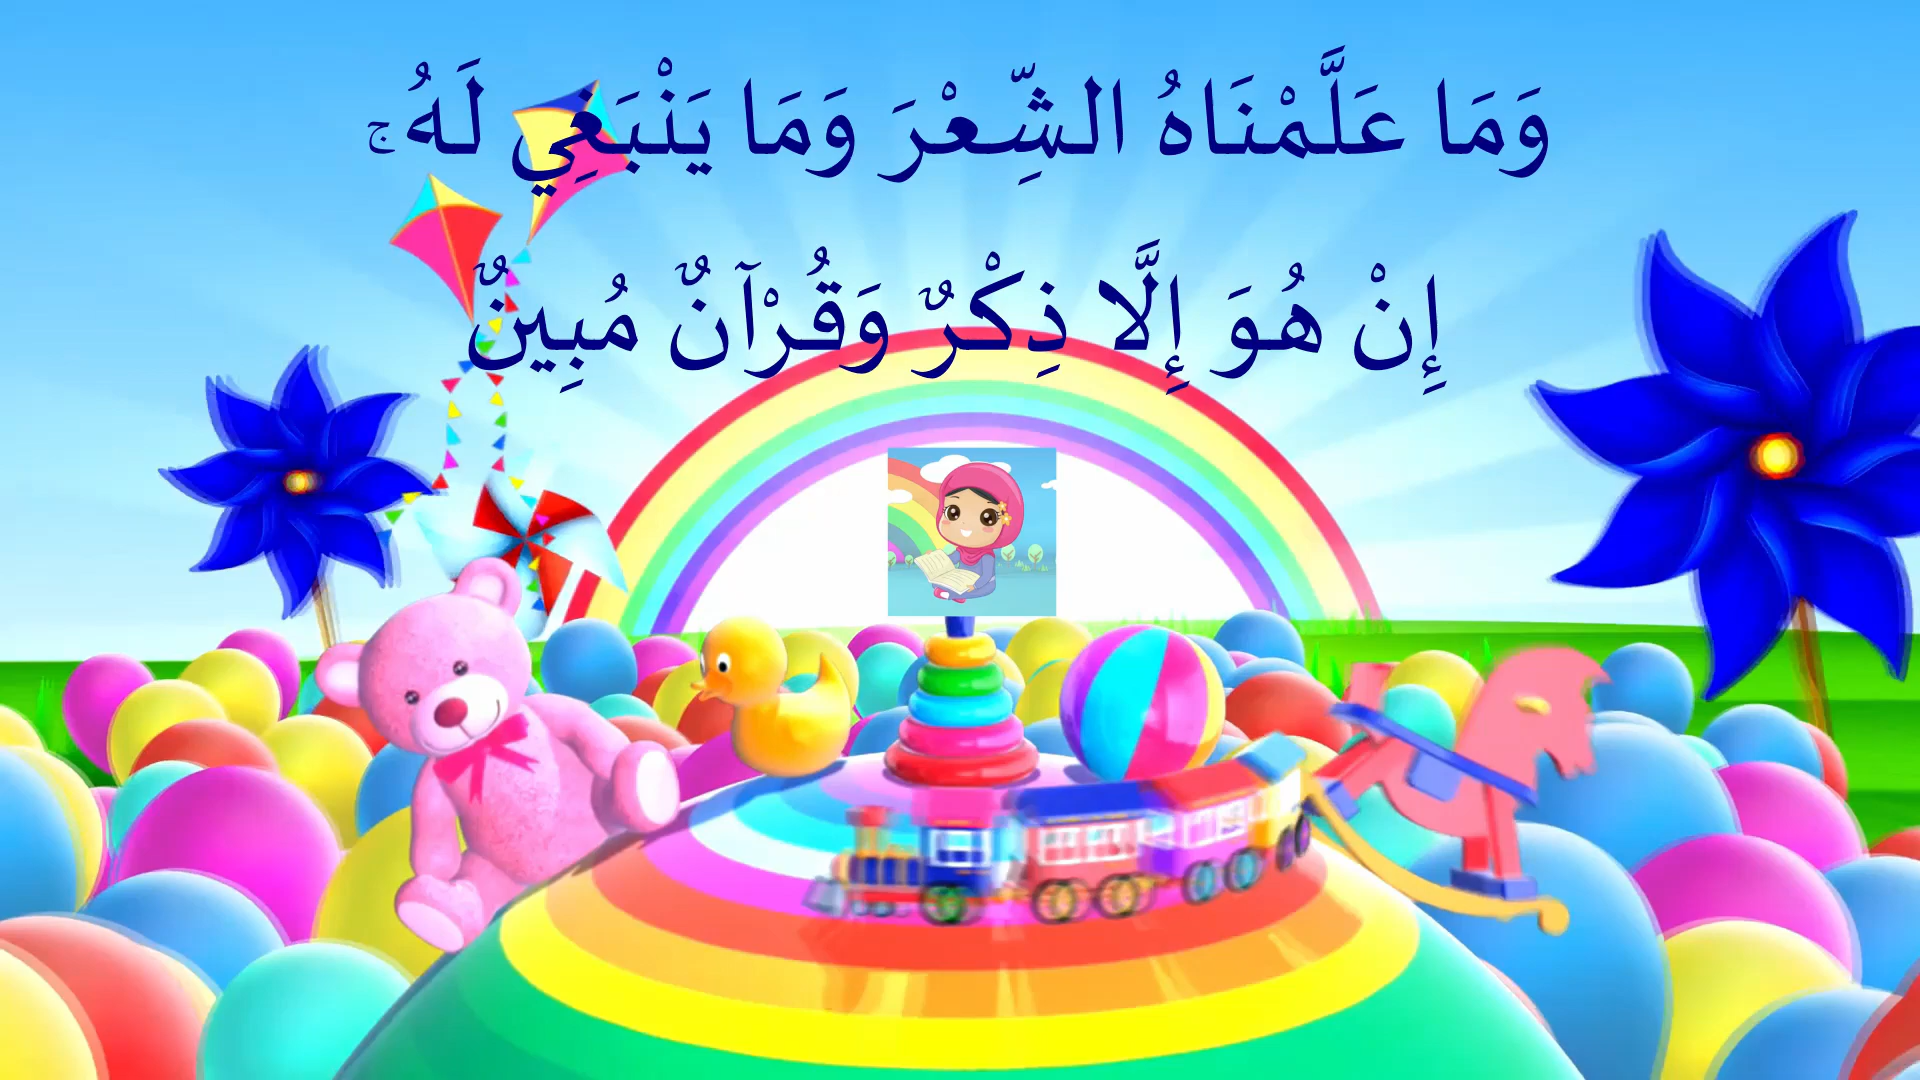 وَمَا عَلَّمْنَاهُ الشِّعْرَ وَمَا يَنْبَغِي لَهُ ۚ
إِنْ هُوَ إِلَّا ذِكْرٌ وَقُرْآنٌ مُبِينٌ